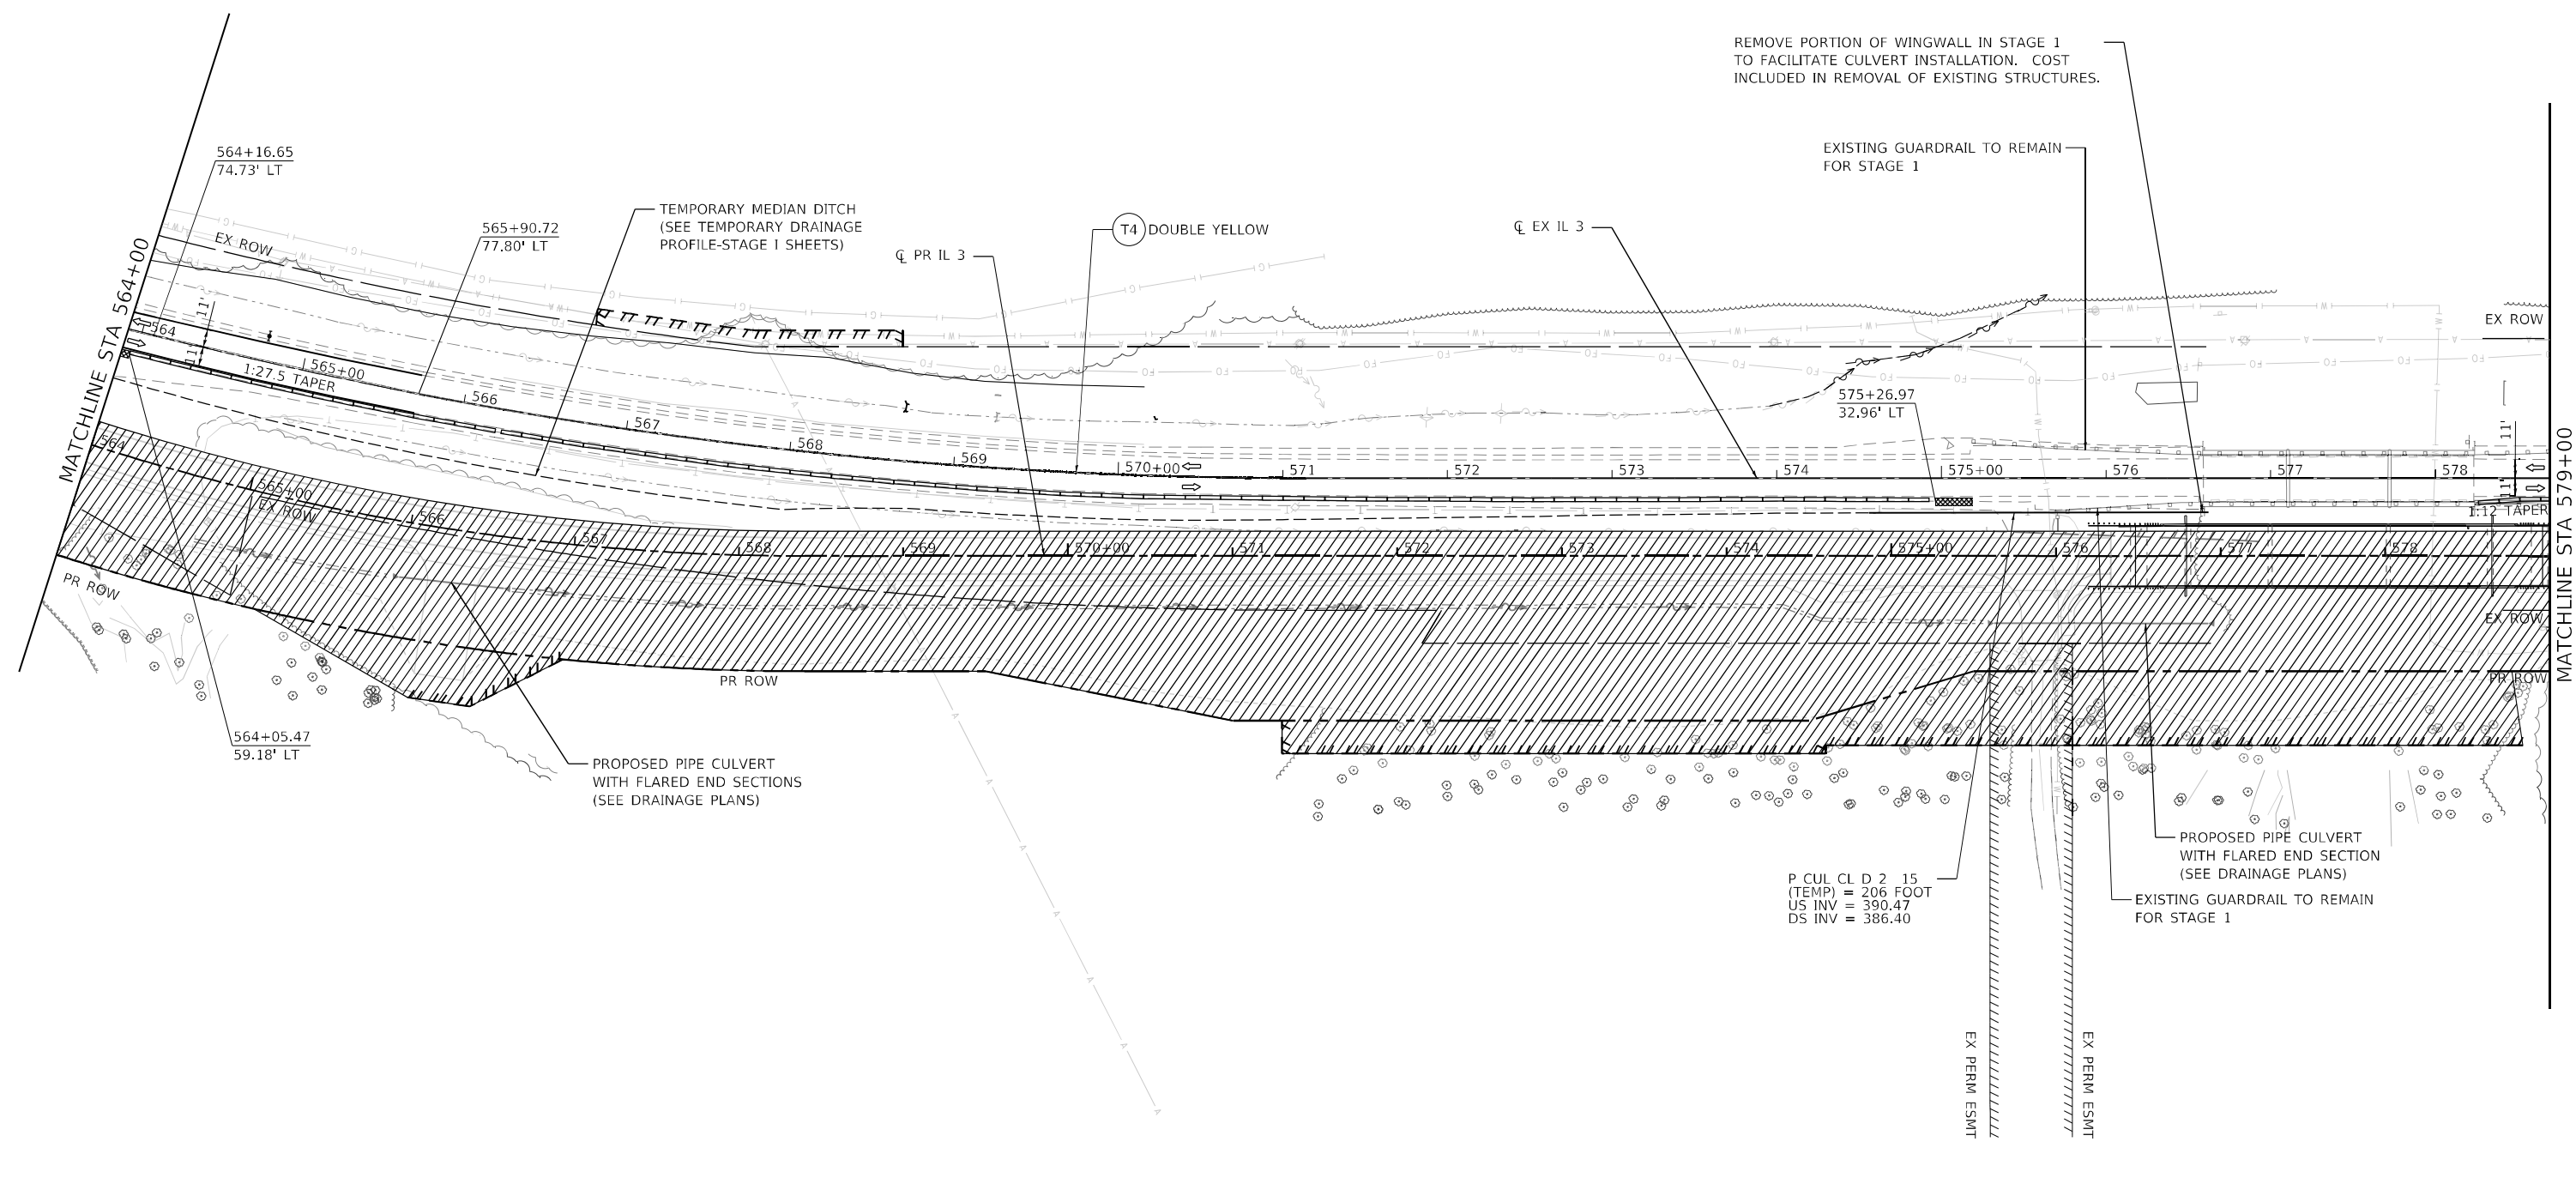 REMOVE PORTION OF WINGWALL IN STAGE 1
TO FACILITATE CULVERT INSTALLATION. COST
INCLUDED IN REMOVAL OF EXISTING STRUCTURES.
EXISTING GUARDRAIL TO REMAIN
FOR STAGE 1
564+16.65
74.73' LT
565+90.72
77.80' LT
TEMPORARY MEDIAN DITCH
(SEE TEMPORARY DRAINAGE
PROFILE-STAGE I SHEETS)
℄ PR IL 3
T4 DOUBLE YELLOW
℄ EX IL 3
EX ROW
MATCHLINE STA 564+00
11'
11'
1:27.5 TAPER
564
565+00
566
567
568
569
570+00
571
572
573
574
575+00
576
577
578
575+26.97
32.96' LT
EX ROW
11'
11'
1:12 TAPER
MATCHLINE STA 579+00
564
565+00
EX ROW
566
567
568
569
570+00
571
572
573
574
575+00
576
577
578
EX ROW
PR ROW
PR ROW
PR ROW
564+05.47
59.18' LT
PROPOSED PIPE CULVERT
WITH FLARED END SECTIONS
(SEE DRAINAGE PLANS)
P CUL CL D 2 15
(TEMP) = 206 FOOT
US INV = 390.47
DS INV = 386.40
PROPOSED PIPE CULVERT
WITH FLARED END SECTION
(SEE DRAINAGE PLANS)
EXISTING GUARDRAIL TO REMAIN
FOR STAGE 1
EX PERM ESMT
EX PERM ESMT